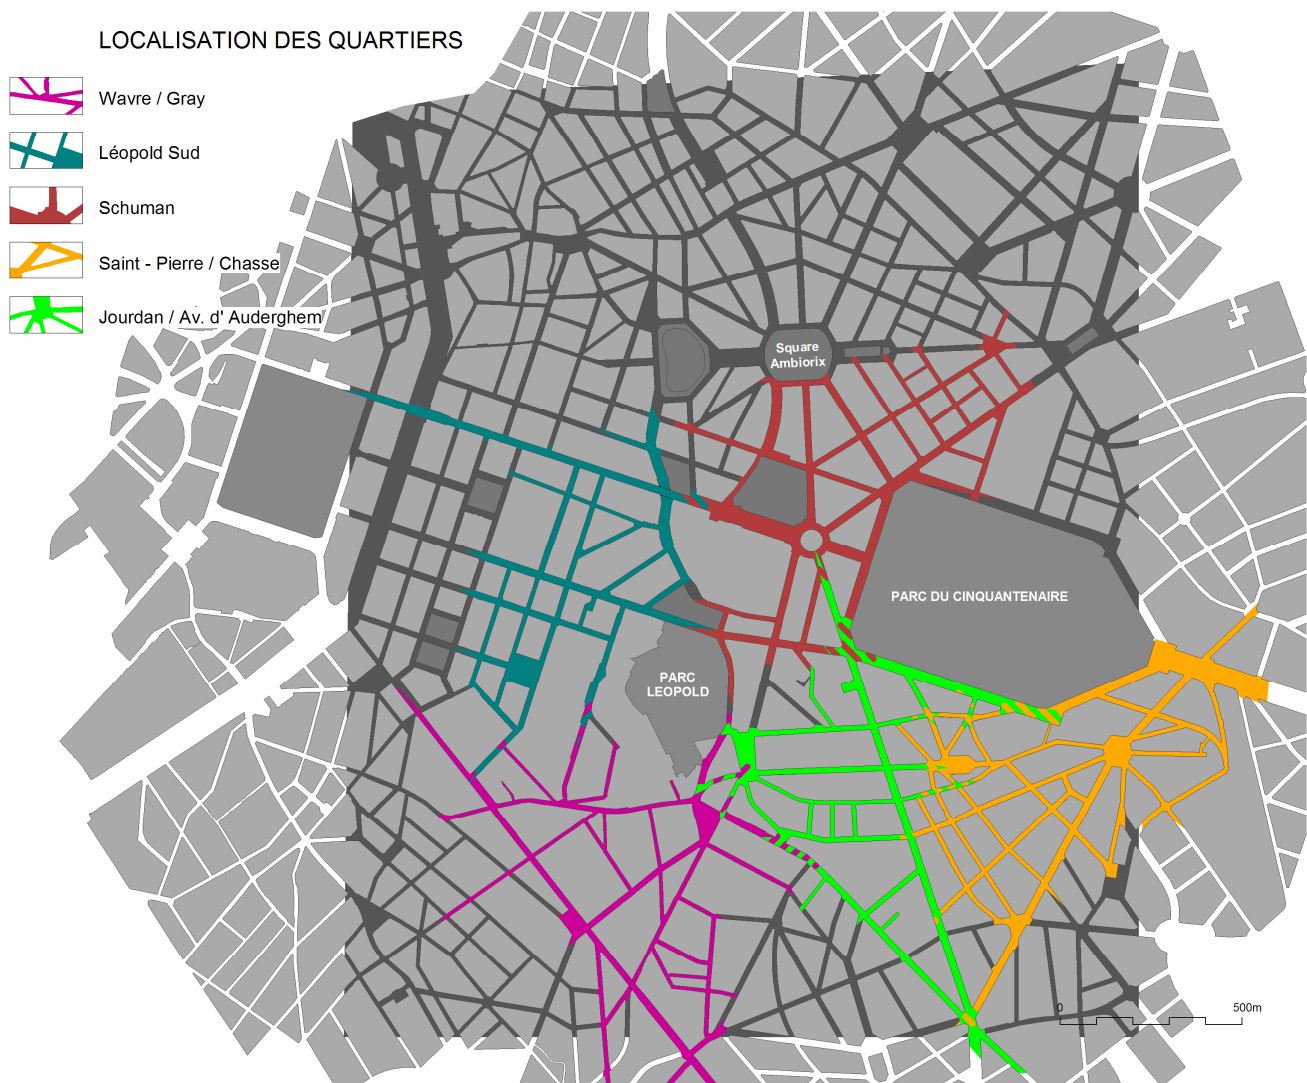 LOCALISATION DES QUARTIERS
Wavre / Gray
Léopold Sud
Schuman
Saint - Pierre / Chasse
Jourdan / Av. d' Auderghem
Square
Ambiorix
PARC DU CINQUANTENAIRE
PARC
LEOPOLD
0 500m